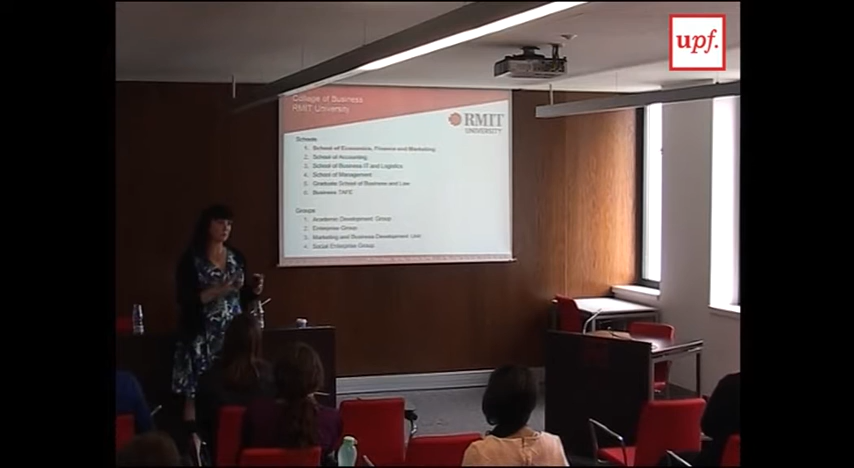 upf.
College of Business
RMIT University
RMIT
UNIVERSITY
Schools
1. School of Economics, Finance and Marketing
2. School of Accounting
3. School of Business IT and Logistics
4. School of Management
5. Graduate School of Business and Law
6. Business TAFE
Groups
1. Academic Development Group
2. Enterprise Group
3. Marketing and Business Development Unit
4. Social Enterprise Group